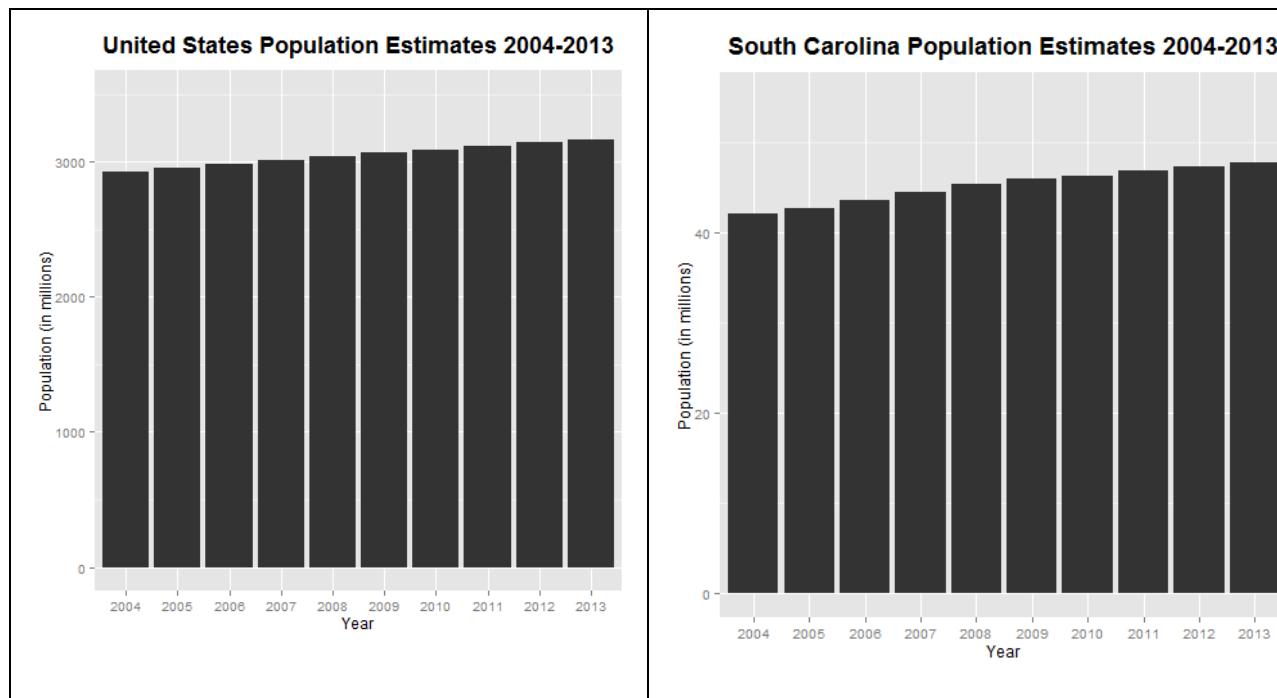 United States Population Estimates 2004-2013
Population (in millions)
3000
2000
1000
0
2004 2005 2006 2007 2008 2009 2010 2011 2012 2013
Year
South Carolina Population Estimates 2004-2013
Population (in millions)
40
20
0
2004 2005 2006 2007 2008 2009 2010 2011 2012 2013
Year